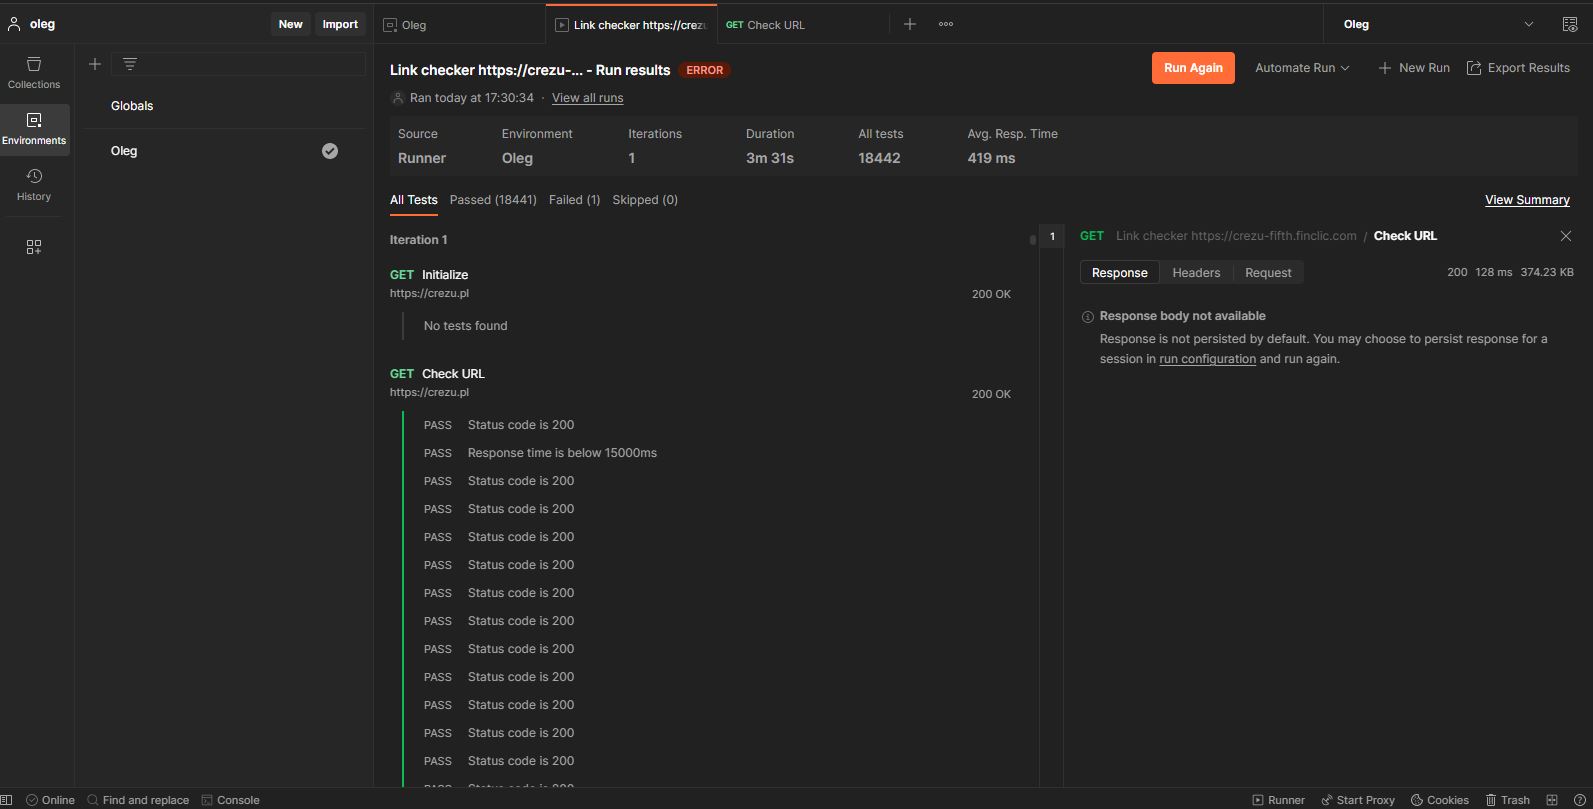 oleg
New
Import
Oleg
Link checker https://crezu
GET Check URL
Oleg
Collections
Environments
History
Globals
Oleg
Link checker https://crezu-... - Run results
ERROR
Run Again
Automate Run
New Run
Export Results
Ran today at 17:30:34 · View all runs
Source
Environment
Iterations
Duration
All tests
Avg. Resp. Time
Runner
Oleg
1
3m 31s
18442
419 ms
All Tests
Passed (18441)
Failed (1)
Skipped (0)
View Summary
Iteration 1
GET Initialize
https://crezu.pl
200 OK
No tests found
GET Check URL
https://crezu.pl
200 OK
PASS Status code is 200
PASS Response time is below 15000ms
PASS Status code is 200
PASS Status code is 200
PASS Status code is 200
PASS Status code is 200
PASS Status code is 200
PASS Status code is 200
PASS Status code is 200
PASS Status code is 200
PASS Status code is 200
PASS Status code is 200
PASS Status code is 200
PASS Status code is 200
1
GET Link checker https://crezu-fifth.finclic.com / Check URL
Response
Headers
Request
200 128 ms 374.23 KB
Response body not available
Response is not persisted by default. You may choose to persist response for a
session in run configuration and run again.
Online
Find and replace
Console
Runner
Start Proxy
Cookies
Trash